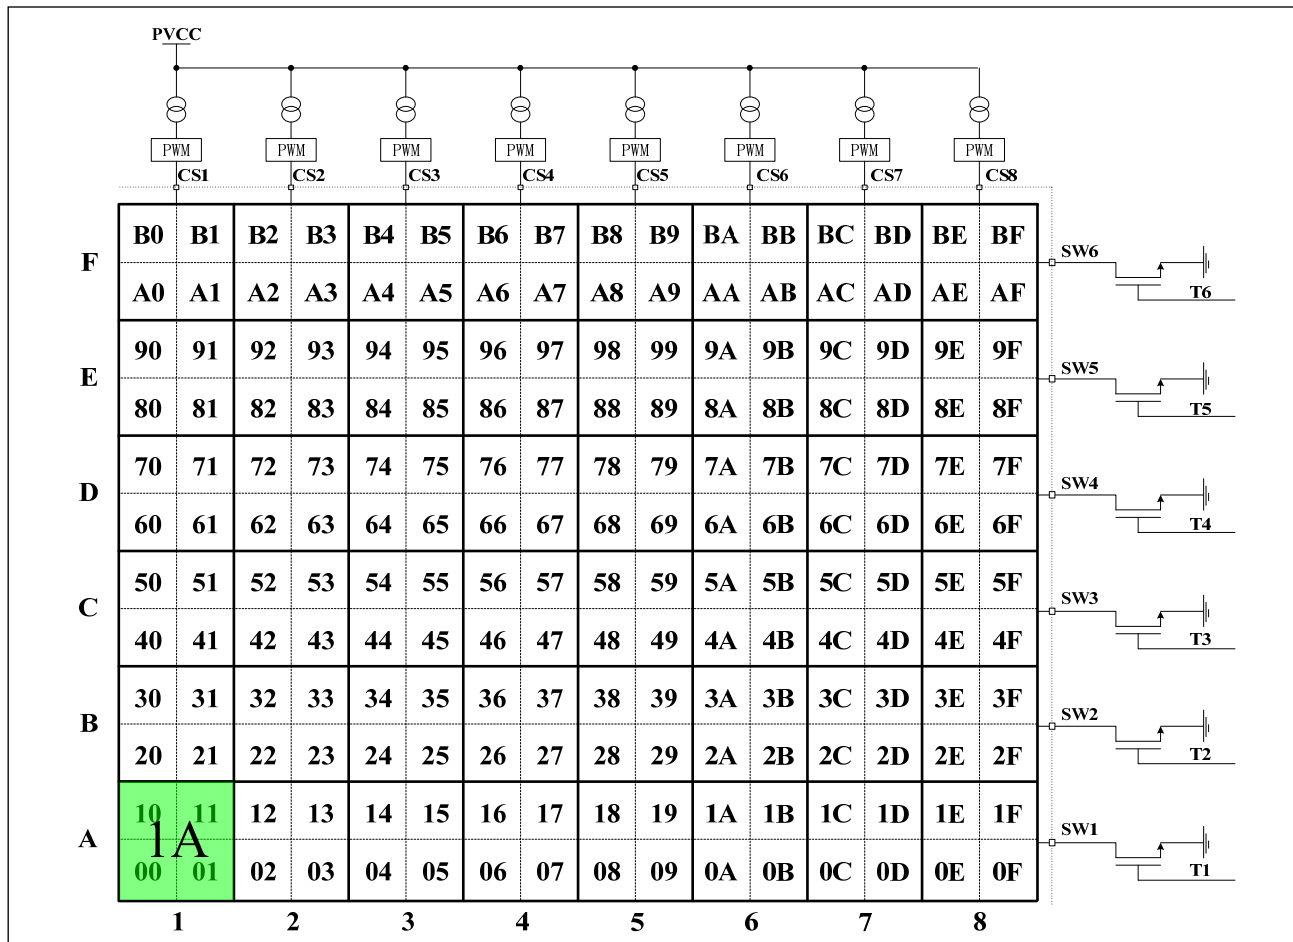 PVCC
PWM PWM PWM PWM PWM PWM PWM PWM
CS1 CS2 CS3 CS4 CS5 CS6 CS7 CS8
B0 B1 B2 B3 B4 B5 B6 B7 B8 B9 BA BB BC BD BE BF
SW6
F
A0 A1 A2 A3 A4 A5 A6 A7 A8 A9 AA AB AC AD AE AF
T6
90 91 92 93 94 95 96 97 98 99 9A 9B 9C 9D 9E 9F
SW5
E
80 81 82 83 84 85 86 87 88 89 8A 8B 8C 8D 8E 8F
T5
70 71 72 73 74 75 76 77 78 79 7A 7B 7C 7D 7E 7F
SW4
D
60 61 62 63 64 65 66 67 68 69 6A 6B 6C 6D 6E 6F
T4
50 51 52 53 54 55 56 57 58 59 5A 5B 5C 5D 5E 5F
SW3
C
40 41 42 43 44 45 46 47 48 49 4A 4B 4C 4D 4E 4F
T3
30 31 32 33 34 35 36 37 38 39 3A 3B 3C 3D 3E 3F
SW2
B
20 21 22 23 24 25 26 27 28 29 2A 2B 2C 2D 2E 2F
T2
10 11 12 13 14 15 16 17 18 19 1A 1B 1C 1D 1E 1F
SW1
A
1A
00 01 02 03 04 05 06 07 08 09 0A 0B 0C 0D 0E 0F
T1
1 2 3 4 5 6 7 8